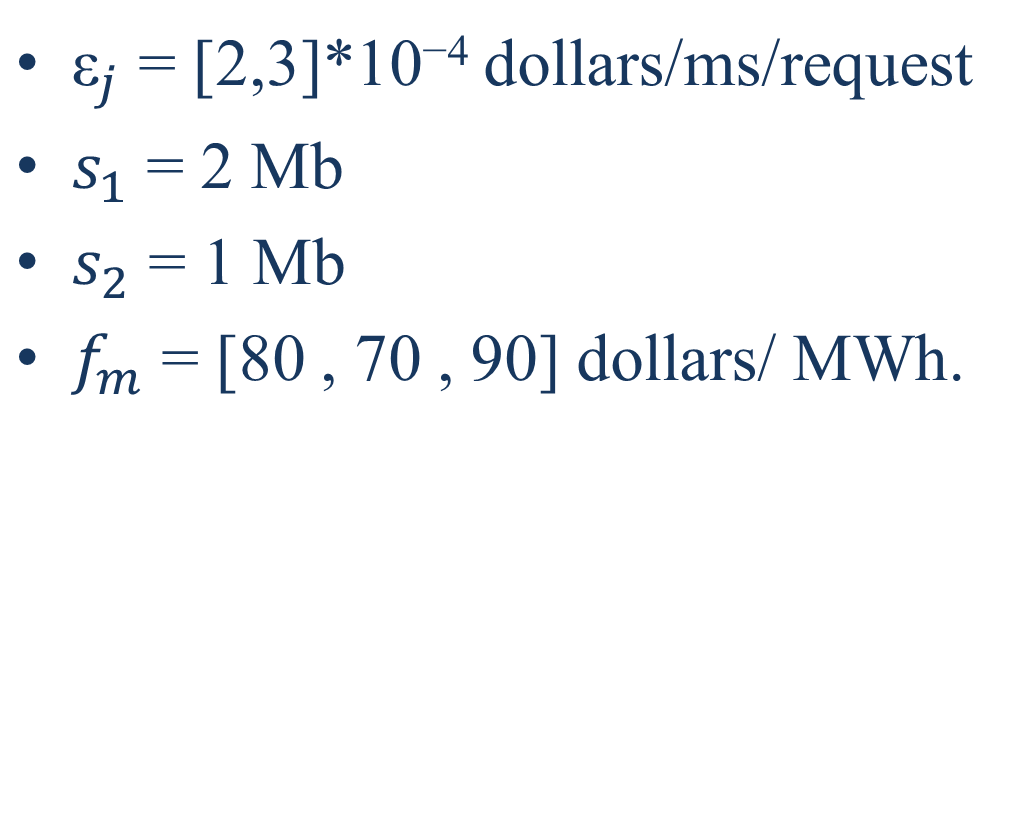 • εⱼ = [2,3]*10⁻⁴ dollars/ms/request
• s₁ = 2 Mb
• s₂ = 1 Mb
• fₘ = [80 , 70 , 90] dollars/ MWh.